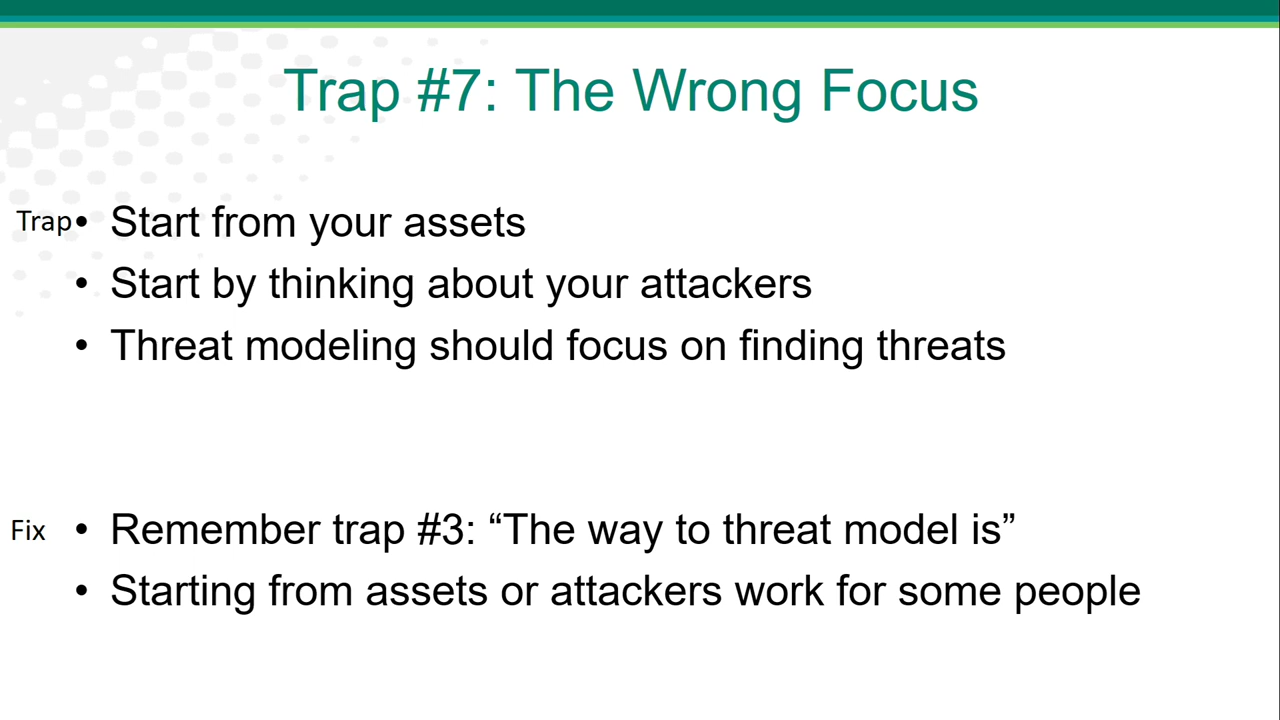 Trap #7: The Wrong Focus
Trap • Start from your assets
• Start by thinking about your attackers
• Threat modeling should focus on finding threats
Fix • Remember trap #3: “The way to threat model is”
• Starting from assets or attackers work for some people